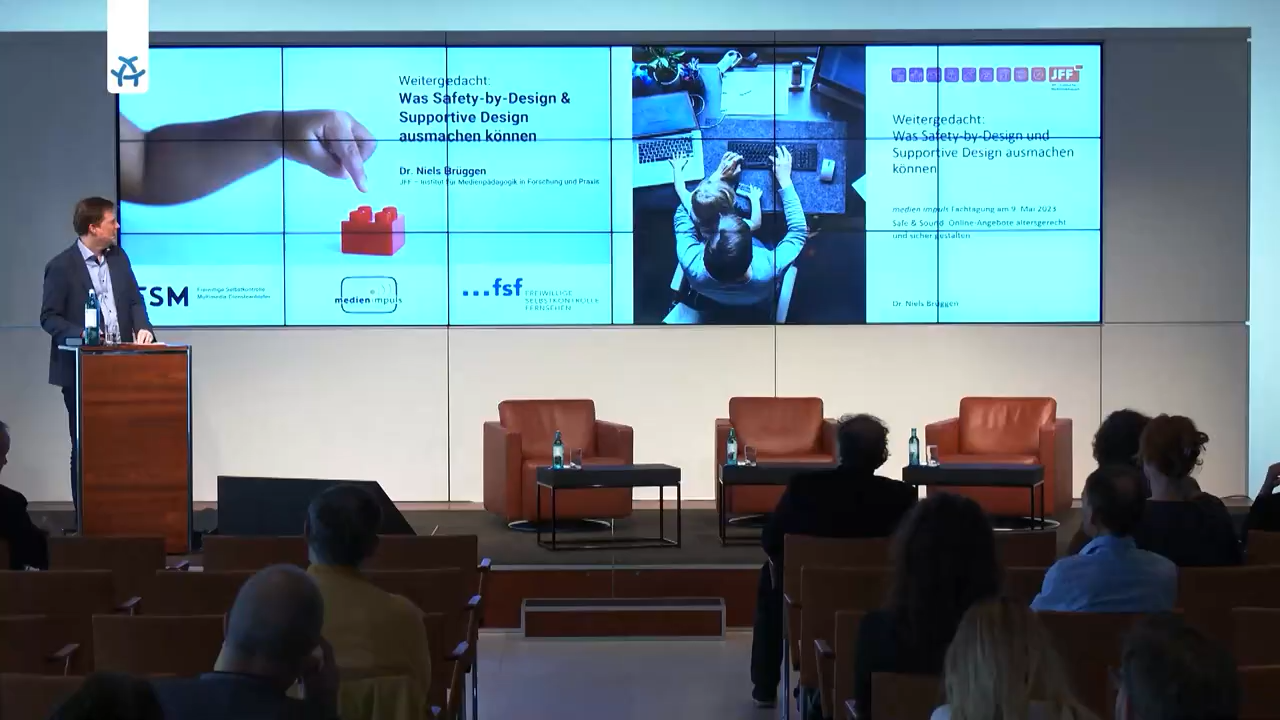 Weitergedacht:
Was Safety-by-Design &
Supportive Design
ausmachen können
Dr. Niels Brüggen
JFF – Institut für Medienpädagogik in Forschung und Praxis
FSM
Freiwillige Selbstkontrolle
Multimedia-Diensteanbieter
medien impuls
...fsf
FREIWILLIGE
SELBSTKONTROLLE
FERNSEHEN
JFF
Weitergedacht:
Was Safety-by-Design und
Supportive Design ausmachen
können
medien impuls Fachtagung am 9. Mai 2023
Safe & Sound. Online-Angebote altersgerecht
und sicher gestalten
Dr. Niels Brüggen